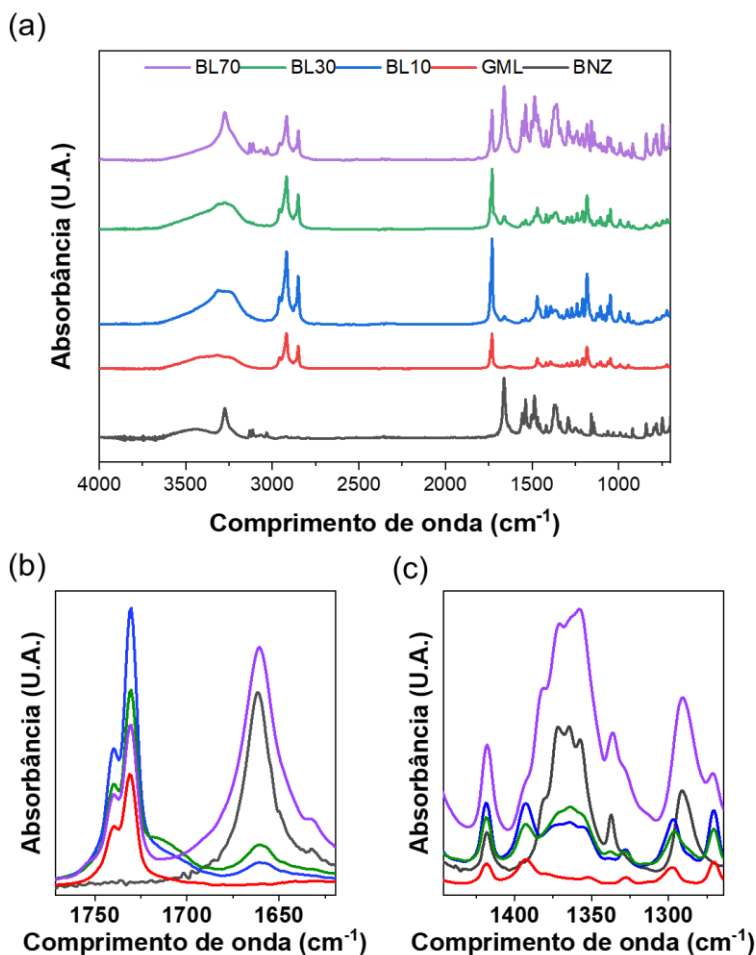 (a)
BL70 BL30 BL10 GML BNZ
Absorbância (U.A.)
4000 3500 3000 2500 2000 1500 1000
Comprimento de onda (cm⁻¹)
(b)
Absorbância (U.A.)
1750 1700 1650
Comprimento de onda (cm⁻¹)
(c)
Absorbância (U.A.)
1400 1350 1300
Comprimento de onda (cm⁻¹)